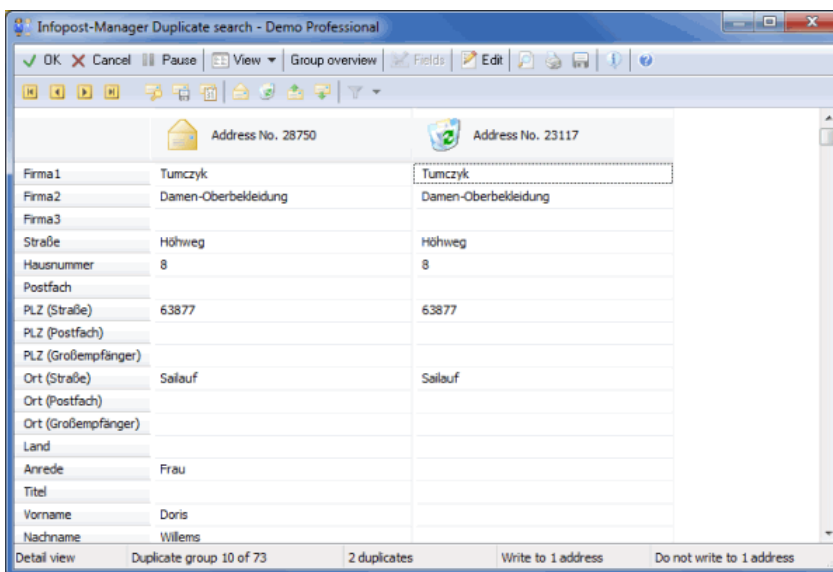 Infopost-Manager Duplicate search - Demo Professional
OK Cancel Pause View Group overview Fields Edit
Address No. 28750 Address No. 23117
Firma1 Tumczyk Tumczyk
Firma2 Damen-Oberbekleidung Damen-Oberbekleidung
Firma3
Straße Höhweg Höhweg
Hausnummer 8 8
Postfach
PLZ (Straße) 63877 63877
PLZ (Postfach)
PLZ (Großempfänger)
Ort (Straße) Sailauf Sailauf
Ort (Postfach)
Ort (Großempfänger)
Land
Anrede Frau
Titel
Vorname Doris
Nachname Willems
Detail view Duplicate group 10 of 73 2 duplicates Write to 1 address Do not write to 1 address